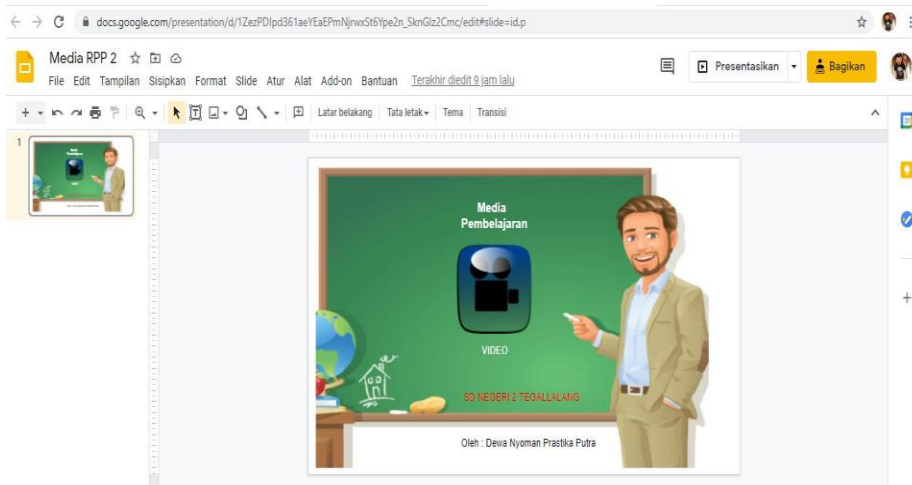 docs.google.com/presentation/d/1ZezPDIpd361aeYEaEPmNjrwxSt6Ype2n_SknGlz2Cmc/edit#slide=id.p
Media RPP 2
File Edit Tampilan Sisipkan Format Slide Atur Alat Add-on Bantuan Terakhir diedit 9 jam lalu
Presentasikan
Bagikan
Latar belakang Tata letak Tema Transisi
1
Media
Pembelajaran
VIDEO
SD NEGERI 2 TEGALLALANG
Oleh : Dewa Nyoman Prastika Putra